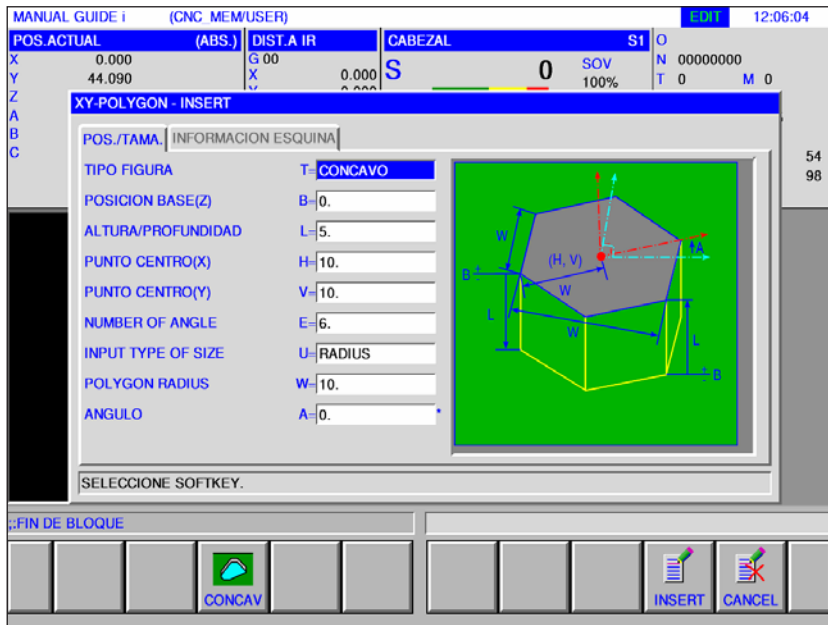 MANUAL GUIDE i (CNC_MEM/USER) EDIT 12:06:04
POS.ACTUAL (ABS.) DIST.A IR CABEZAL S1 O
X 0.000 G 00 N 00000000
Y 44.090 X 0.000 S 0 SOV 100% T 0 M 0
Z
A
B
C
54
98
XY-POLYGON - INSERT
POS./TAMA. INFORMACION ESQUINA
TIPO FIGURA T= CONCAVO
POSICION BASE(Z) B= 0.
ALTURA/PROFUNDIDAD L= 5.
PUNTO CENTRO(X) H= 10.
PUNTO CENTRO(Y) V= 10.
NUMBER OF ANGLE E= 6.
INPUT TYPE OF SIZE U= RADIUS
POLYGON RADIUS W= 10.
ANGULO A= 0. *
W
A
(H, V)
B + -
W
L
W
L
+ - B
SELECCIONE SOFTKEY.
;;FIN DE BLOQUE
CONCAV INSERT CANCEL